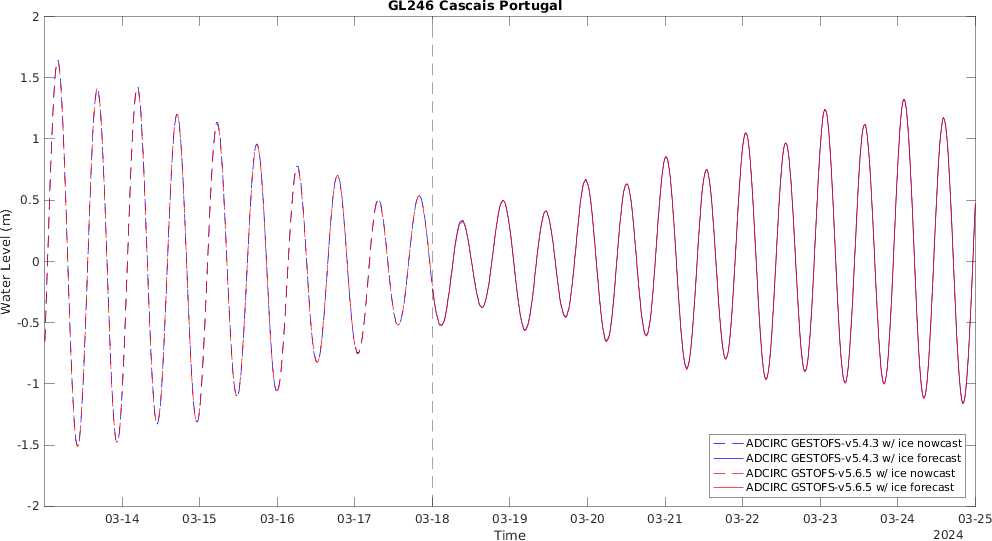 GL246 Cascais Portugal
2
1.5
1
0.5
0
-0.5
-1
-1.5
-2
Water Level (m)
ADCIRC GESTOFS-v5.4.3 w/ ice nowcast
ADCIRC GESTOFS-v5.4.3 w/ ice forecast
ADCIRC GSTOFS-v5.6.5 w/ ice nowcast
ADCIRC GSTOFS-v5.6.5 w/ ice forecast
03-14 03-15 03-16 03-17 03-18 03-19 03-20 03-21 03-22 03-23 03-24 03-25
Time
2024